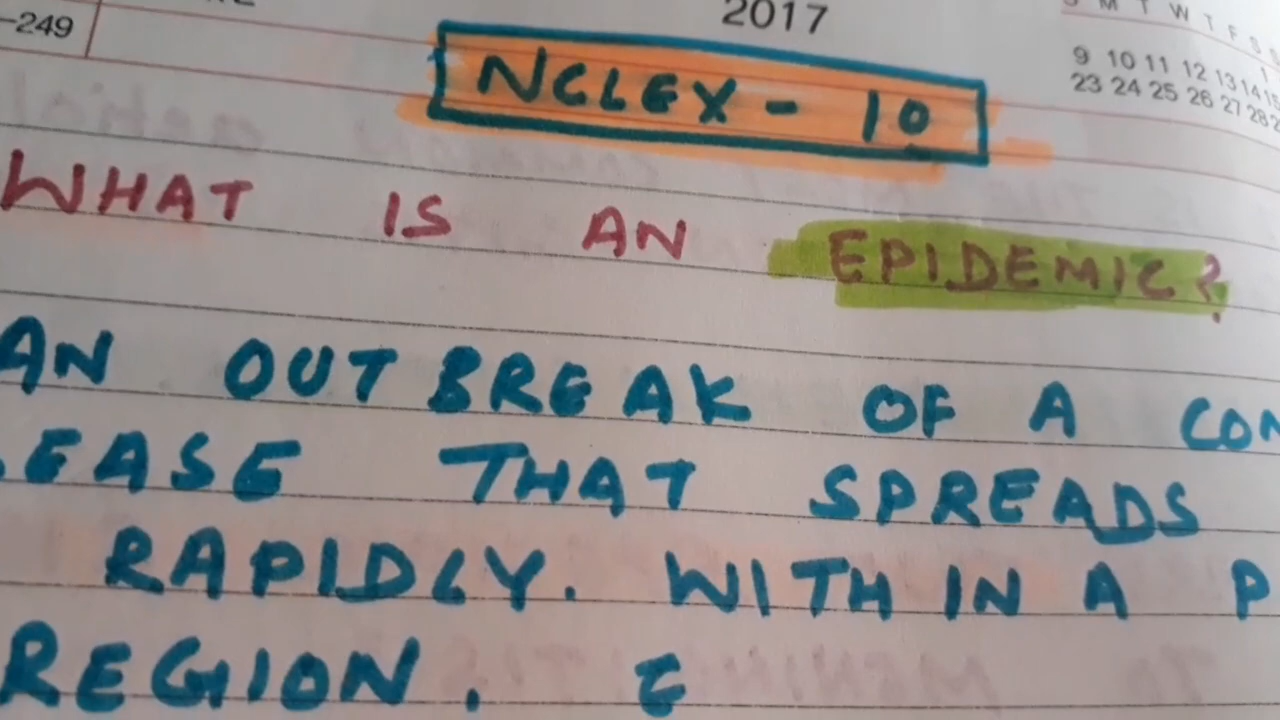 2017
-249
S M T W T F S S
9 10 11 12 13 14 15
23 24 25 26 27 28
NCLEX - 10
WHAT IS AN EPIDEMIC?
AN OUTBREAK OF A CON
EASE THAT SPREADS
RAPIDLY. WITH IN A P
REGION.